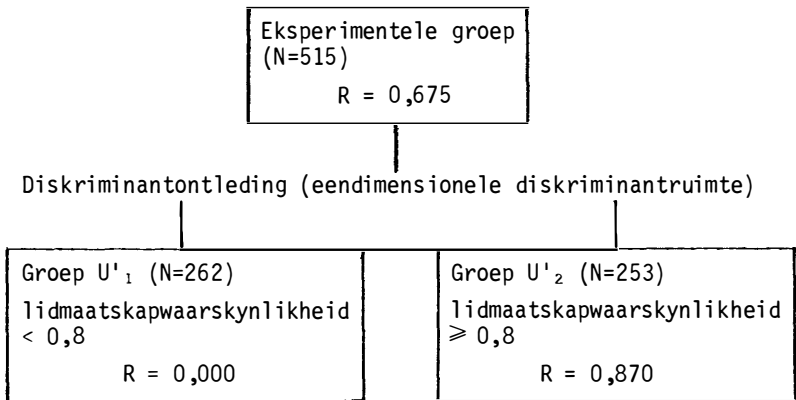 Eksperimentele groep
(N=515)
R = 0,675
Diskriminantontleding (eendimensionele diskriminantruimte)
Groep U'₁ (N=262)
lidmaatskapwaarskynlikheid
< 0,8
R = 0,000
Groep U'₂ (N=253)
lidmaatskapwaarskynlikheid
⩾ 0,8
R = 0,870